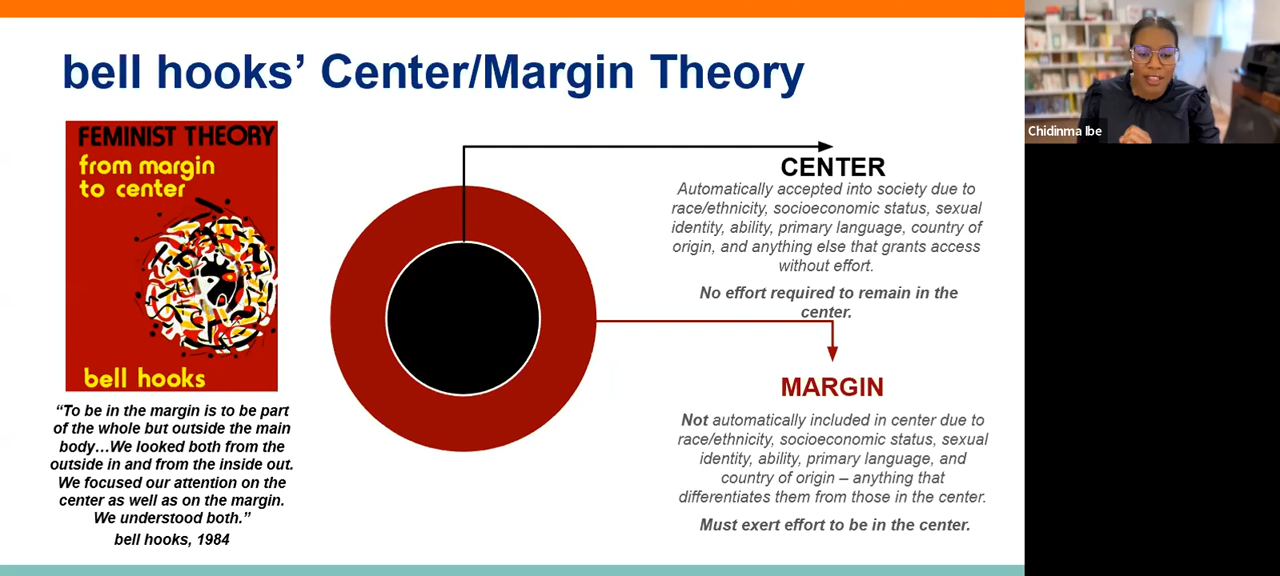 bell hooks’ Center/Margin Theory
FEMINIST THEORY
from margin
to center
bell hooks
“To be in the margin is to be part
of the whole but outside the main
body…We looked both from the
outside in and from the inside out.
We focused our attention on the
center as well as on the margin.
We understood both.”
bell hooks, 1984
CENTER
Automatically accepted into society due to
race/ethnicity, socioeconomic status, sexual
identity, ability, primary language, country of
origin, and anything else that grants access
without effort.
No effort required to remain in the
center.
MARGIN
Not automatically included in center due to
race/ethnicity, socioeconomic status, sexual
identity, ability, primary language, and
country of origin – anything that
differentiates them from those in the center.
Must exert effort to be in the center.
Chidinma Ibe